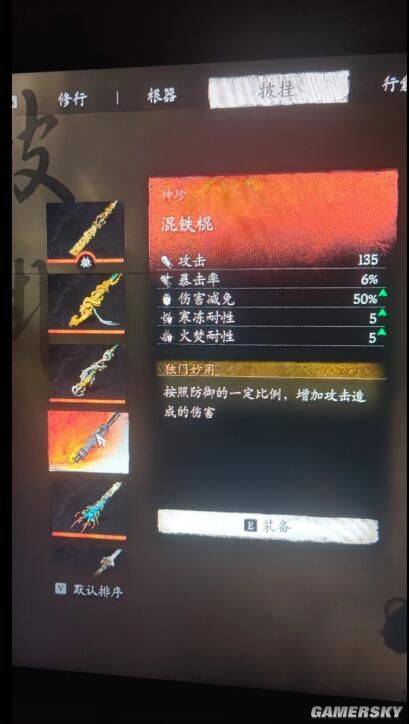 修行 | 根器 披挂 行囊
神珍
混铁棍
攻击 135
暴击率 6%
伤害减免 50%
寒冻耐性 5
火焚耐性 5
独门妙用
按照防御的一定比例，增加攻击造
成的伤害
E 装备
V 默认排序
GAMERSKY